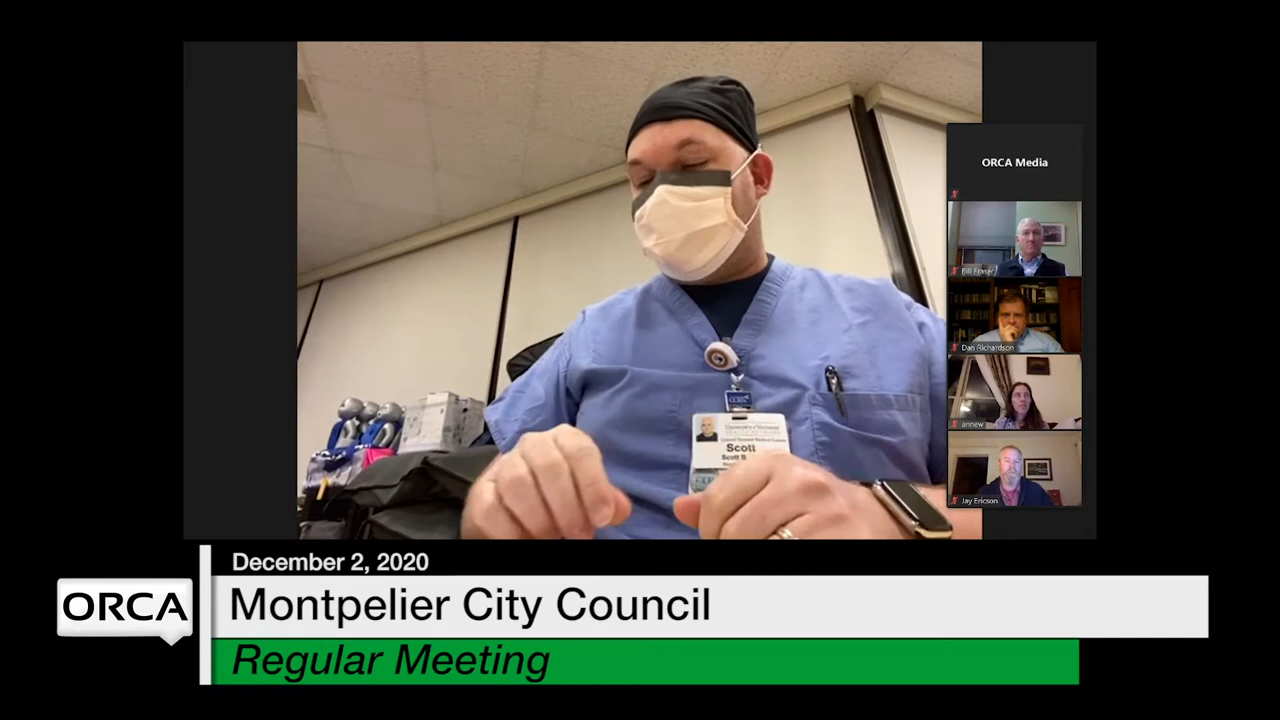 ORCA Media
Bill Fraser
Dan Richardson
annew
Jay Ericson
Scott
Scott B
December 2, 2020
ORCA
Montpelier City Council
Regular Meeting